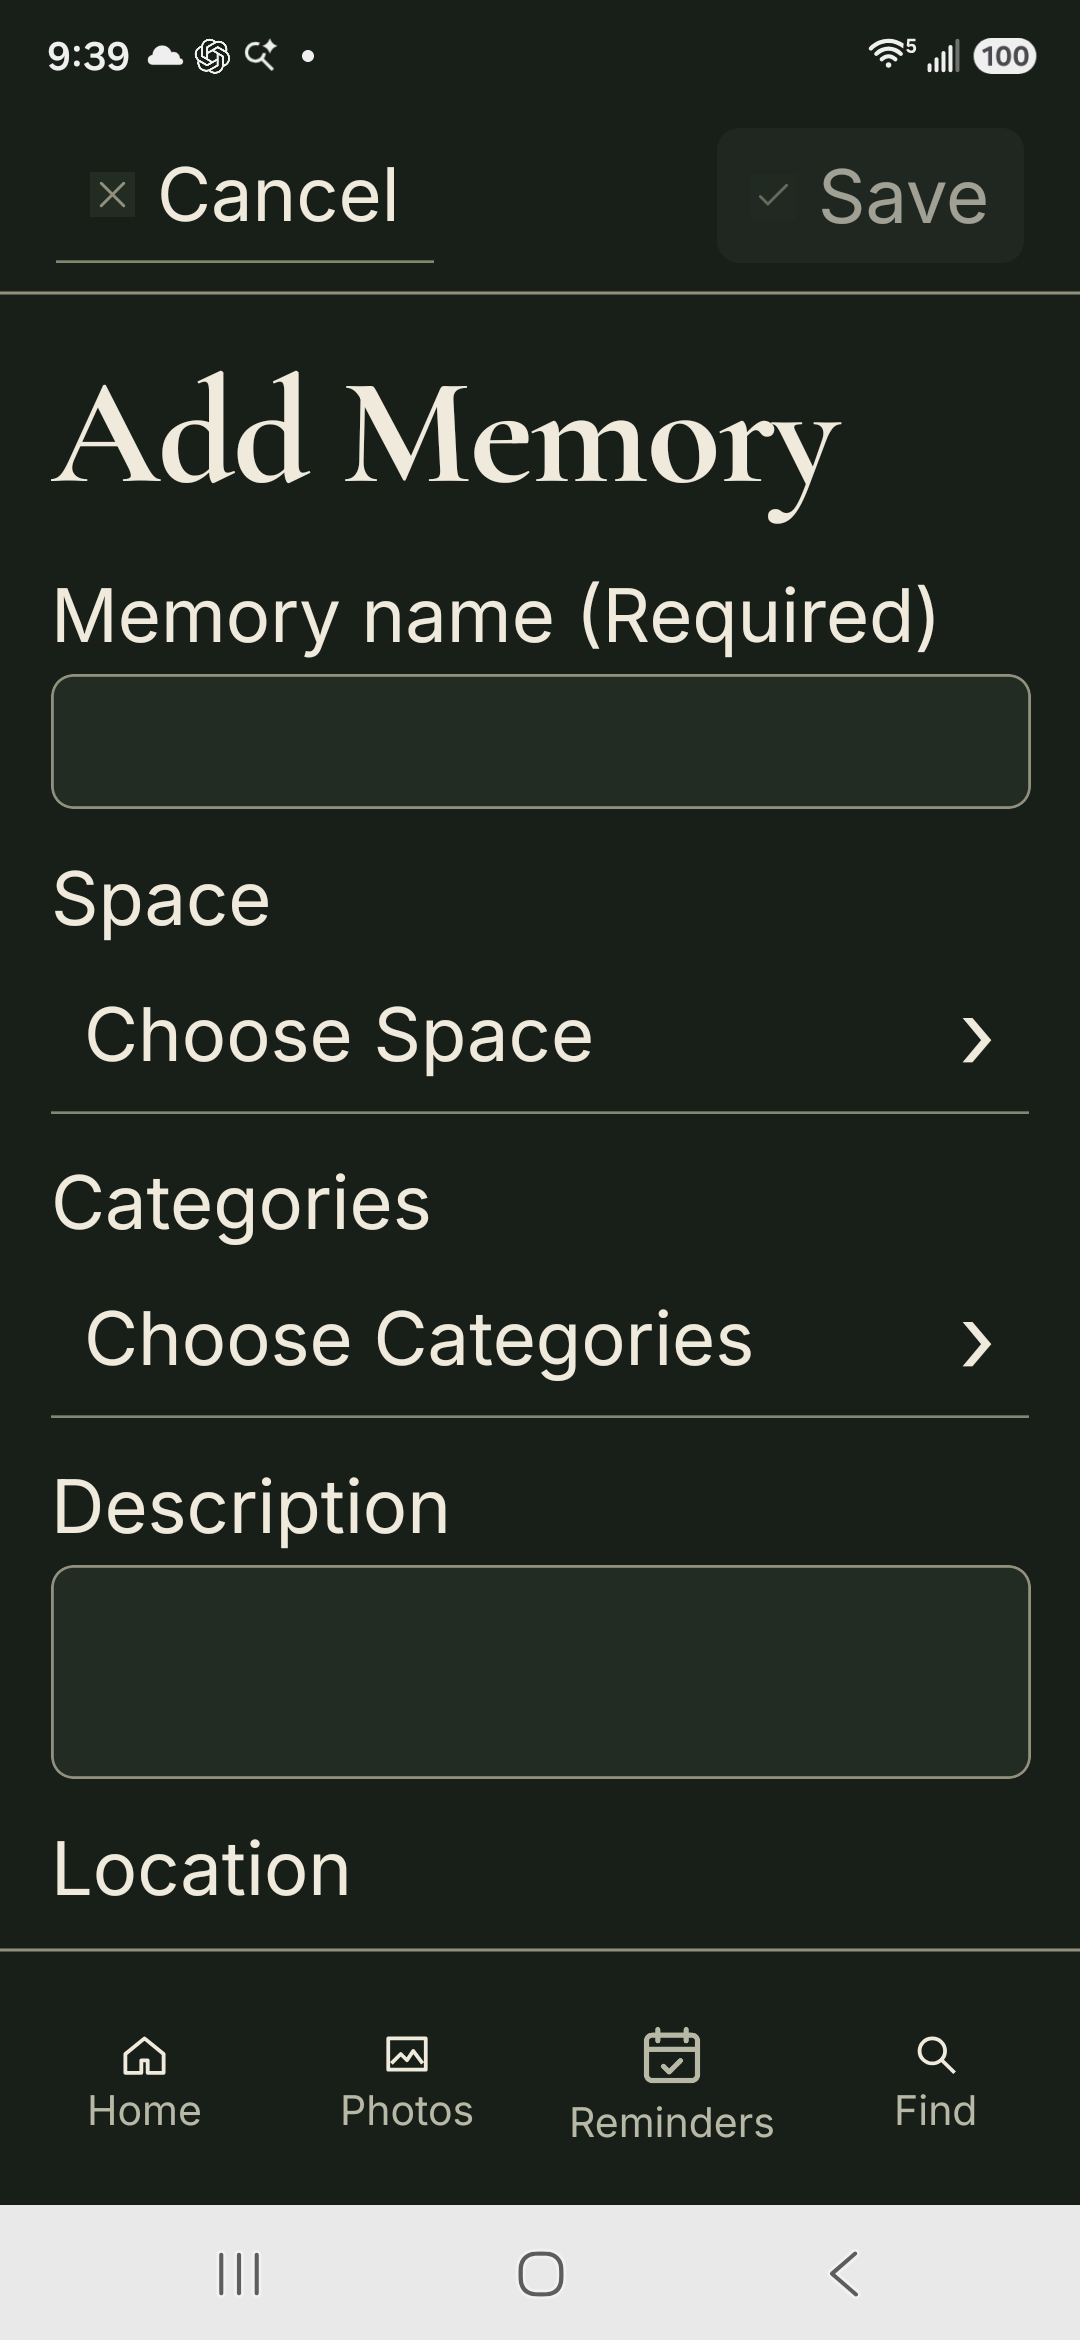 9:39
5
100
Cancel
Save
Add Memory
Memory name (Required)
Space
Choose Space
Categories
Choose Categories
Description
Location
Home
Photos
Reminders
Find